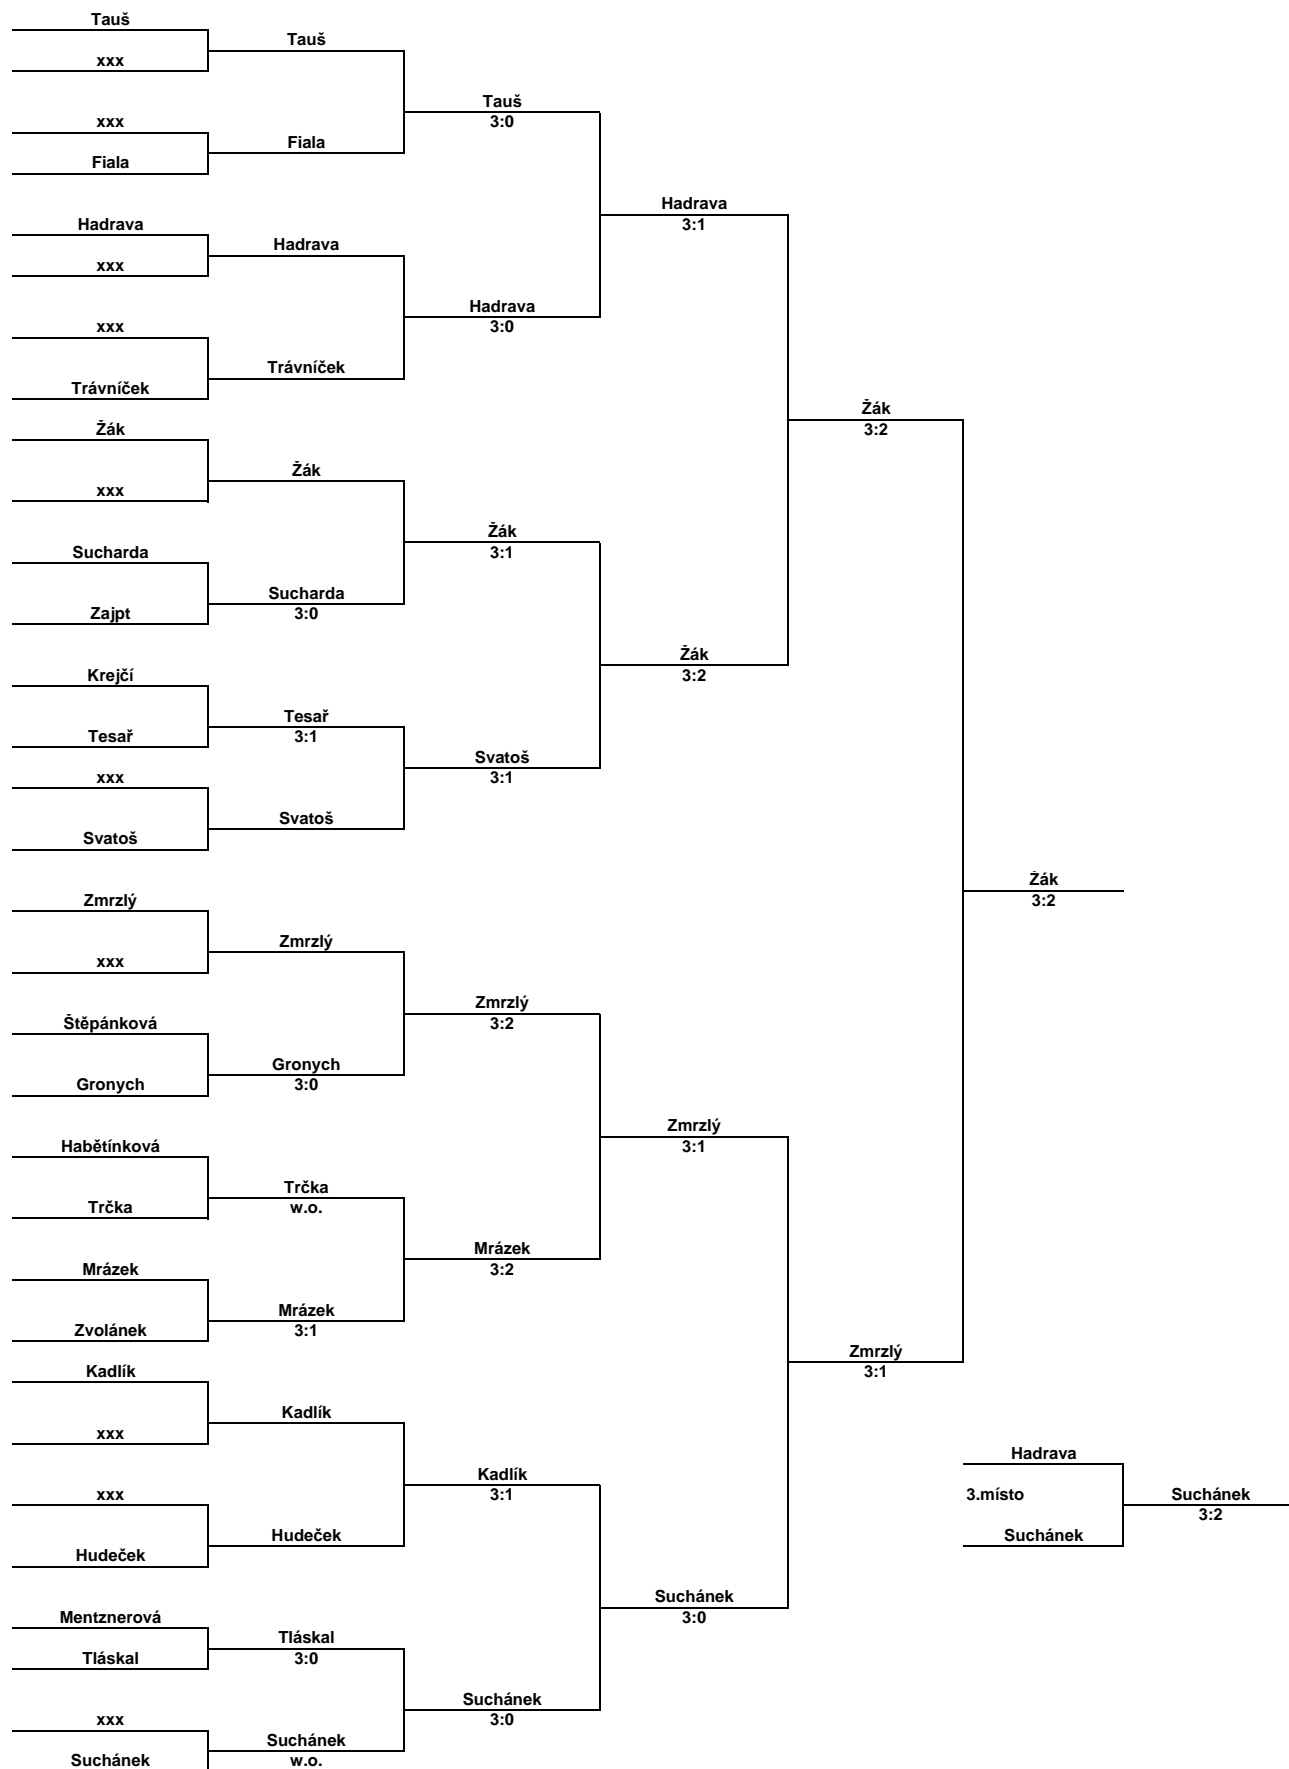 Tauš
Tauš
xxx
Tauš
3:0
xxx
Fiala
Fiala
Hadrava
3:1
Hadrava
Hadrava
xxx
Hadrava
3:0
xxx
Trávníček
Trávníček
Žák
3:2
Žák
Žák
xxx
Žák
3:1
Sucharda
Sucharda
3:0
Zajpt
Žák
3:2
Krejčí
Tesař
3:1
Tesař
Svatoš
3:1
xxx
Svatoš
Svatoš
Žák
3:2
Zmrzlý
Zmrzlý
xxx
Zmrzlý
3:2
Štěpánková
Gronych
3:0
Gronych
Zmrzlý
3:1
Habětínková
Trčka
w.o.
Trčka
Mrázek
3:2
Mrázek
Mrázek
3:1
Zvolánek
Zmrzlý
3:1
Kadlík
Kadlík
xxx
Kadlík
3:1
xxx
Hudeček
Hudeček
Hadrava
3.místo
Suchánek
3:2
Suchánek
Suchánek
3:0
Mentznerová
Tláskal
3:0
Tláskal
Suchánek
3:0
xxx
Suchánek
w.o.
Suchánek